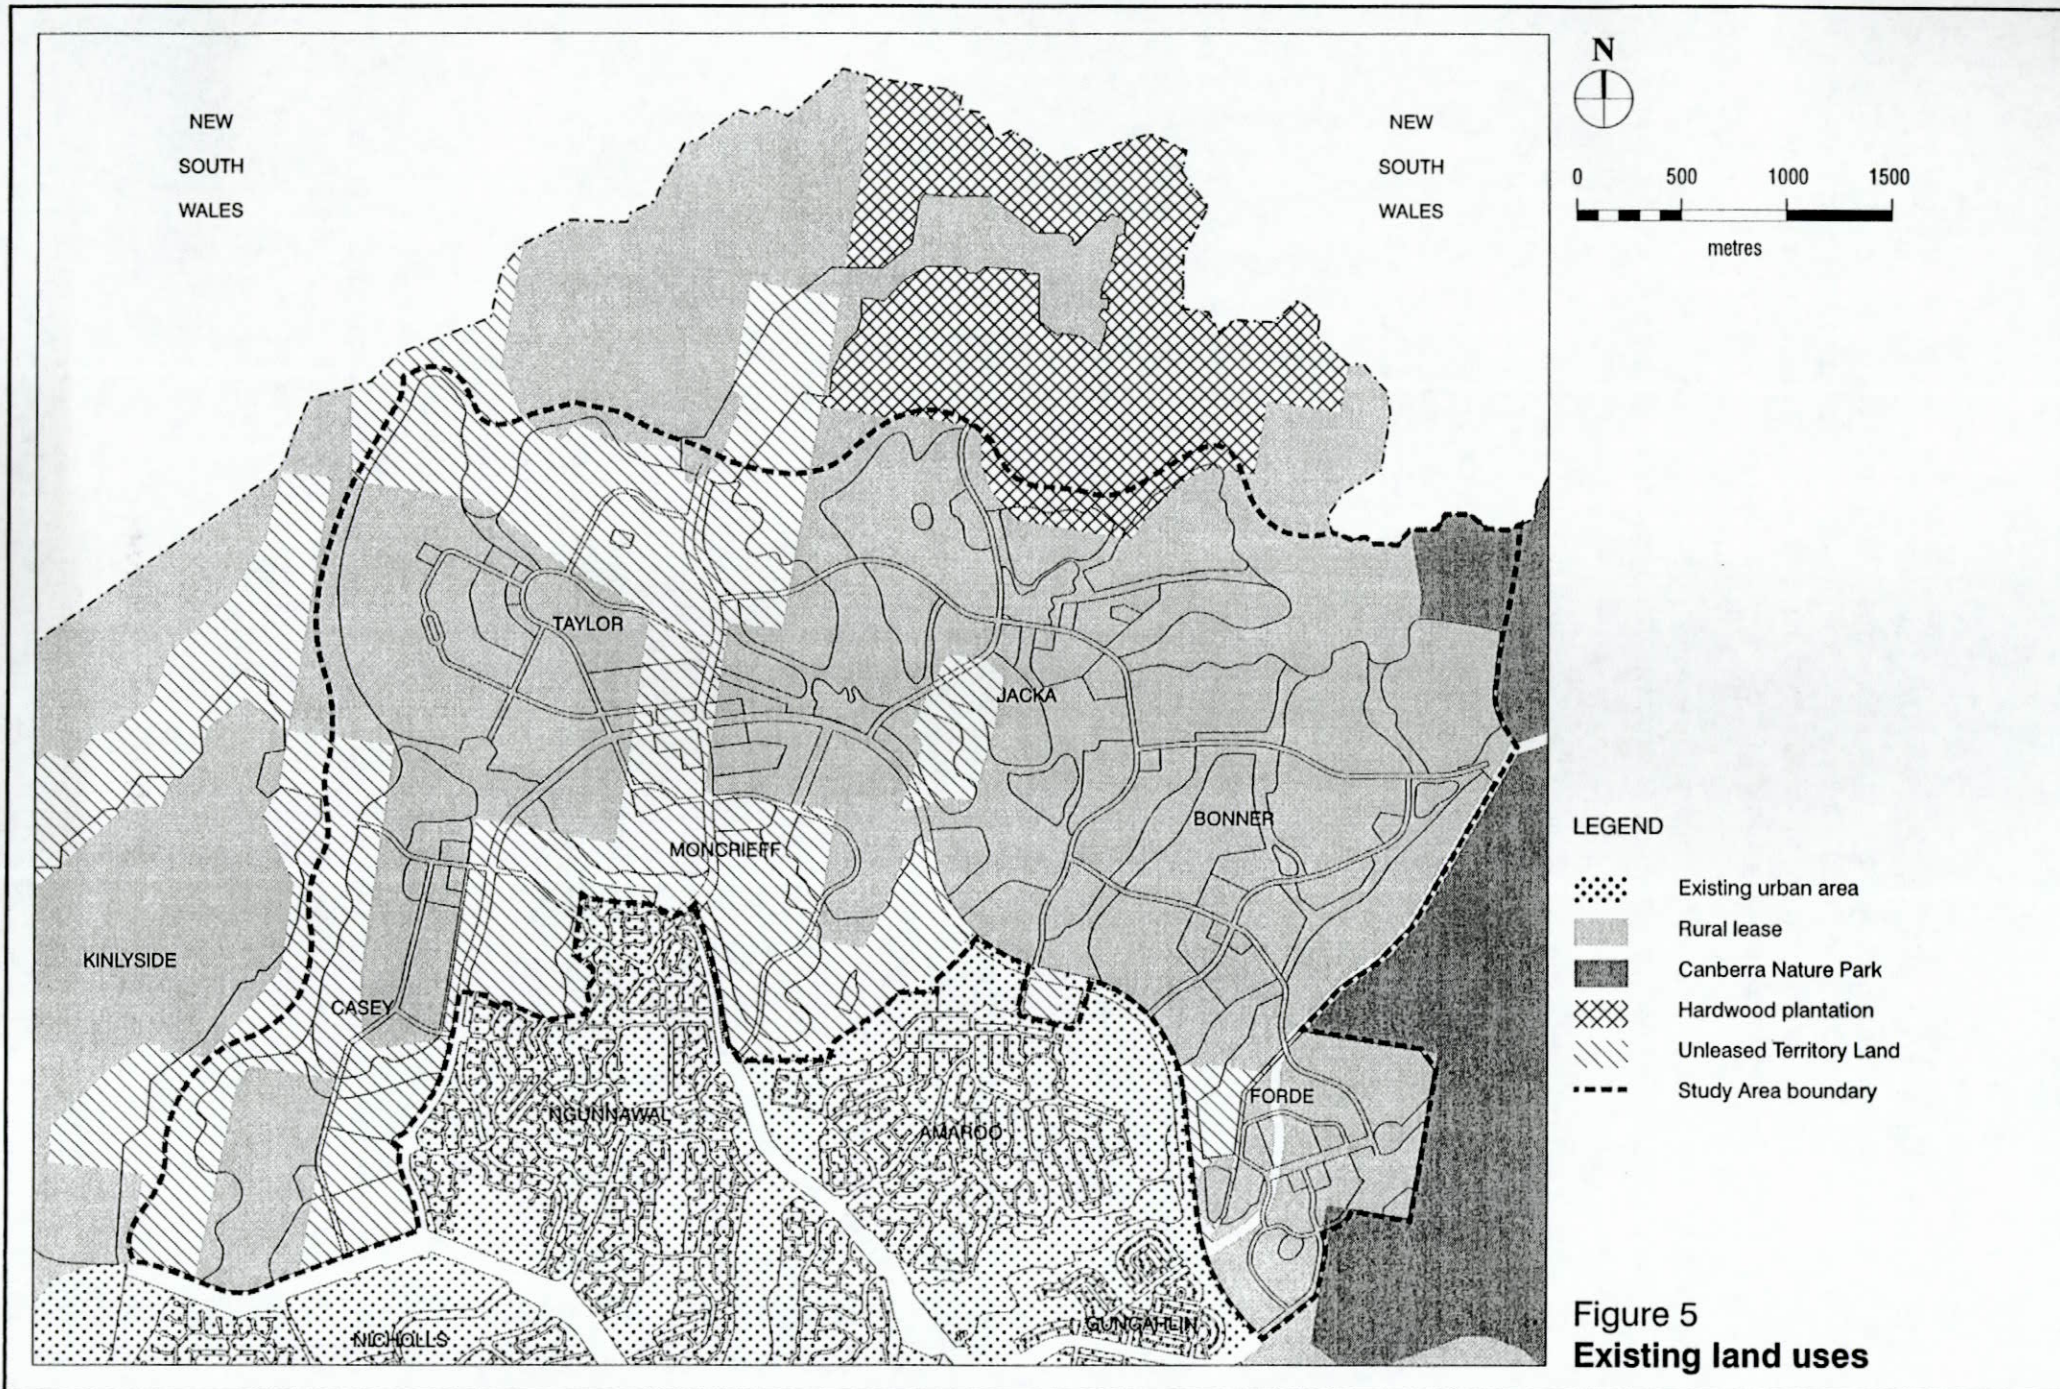 N
NEW
SOUTH
WALES
NEW
SOUTH
WALES
0 500 1000 1500
metres
TAYLOR
JACKA
BONNER
MONCRIEFF
KINLYSIDE
CASEY
FORDE
NGUNNAWAL
AMAROO
NICHOLLS
GUNGAHLIN
LEGEND
Existing urban area
Rural lease
Canberra Nature Park
Hardwood plantation
Unleased Territory Land
Study Area boundary
Figure 5
Existing land uses